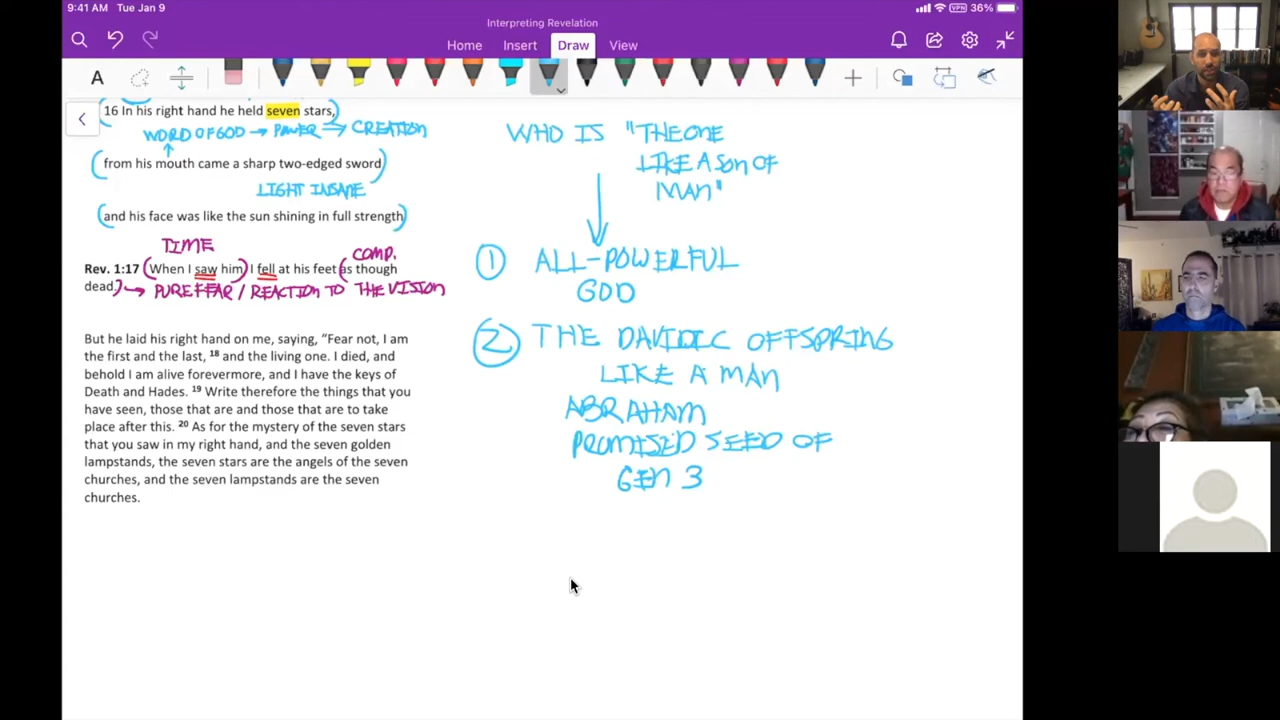 9:41 AM Tue Jan 9
VPN 36%
Interpreting Revelation
Home Insert Draw View
A
16 In his right hand he held seven stars,
WORD OF GOD → POWER → CREATION
from his mouth came a sharp two-edged sword
LIGHT INSANE
and his face was like the sun shining in full strength
TIME
COMP.
Rev. 1:17 (When I saw him) I fell at his feet (as though
dead.) → PURE FEAR / REACTION TO THE VISION
But he laid his right hand on me, saying, “Fear not, I am
the first and the last, 18 and the living one. I died, and
behold I am alive forevermore, and I have the keys of
Death and Hades. 19 Write therefore the things that you
have seen, those that are and those that are to take
place after this. 20 As for the mystery of the seven stars
that you saw in my right hand, and the seven golden
lampstands, the seven stars are the angels of the seven
churches, and the seven lampstands are the seven
churches.
WHO IS "THE ONE
LIKE A SON OF
MAN"
1 ALL-POWERFUL
GOD
2 THE DAVIDIC OFFSPRING
LIKE A MAN
ABRAHAM
PROMISED SEED OF
GEN 3